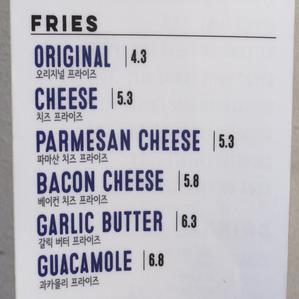 FRIES
ORIGINAL | 4.3
오리지널 프라이즈
CHEESE | 5.3
치즈 프라이즈
PARMESAN CHEESE | 5.3
파마산 치즈 프라이즈
BACON CHEESE | 5.8
베이컨 치즈 프라이즈
GARLIC BUTTER | 6.3
갈릭 버터 프라이즈
GUACAMOLE | 6.8
과카몰리 프라이즈